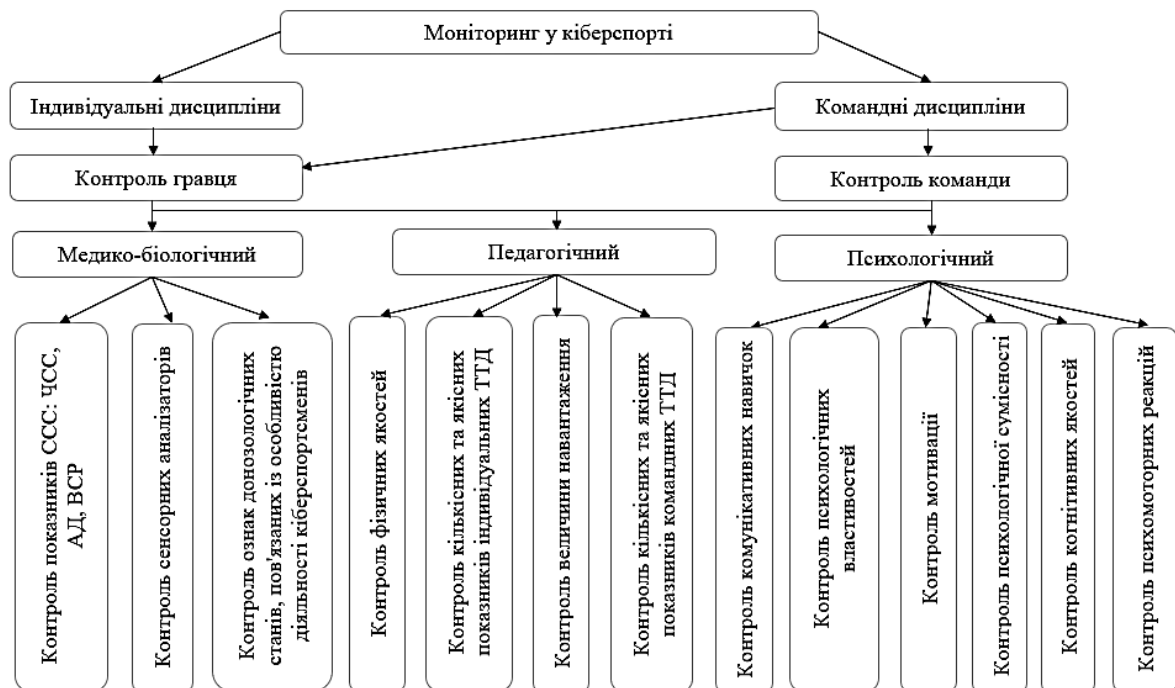 Моніторинг у кіберспорті
Індивідуальні дисципліни
Командні дисципліни
Контроль гравця
Контроль команди
Медико-біологічний
Педагогічний
Психологічний
Контроль показників ССС: ЧСС,
АД, ВСР
Контроль сенсорних аналізаторів
Контроль ознак донозологічних
станів, пов'язаних із особливістю
діяльності кіберспортсменів
Контроль фізичних якостей
Контроль кількісних та якісних
показників індивідуальних ТТД
Контроль величини навантаження
Контроль кількісних та якісних
показників командних ТТД
Контроль комунікативних навичок
Контроль психологічних
властивостей
Контроль мотивації
Контроль психологічної сумісності
Контроль когнітивних якостей
Контроль психомоторних реакцій